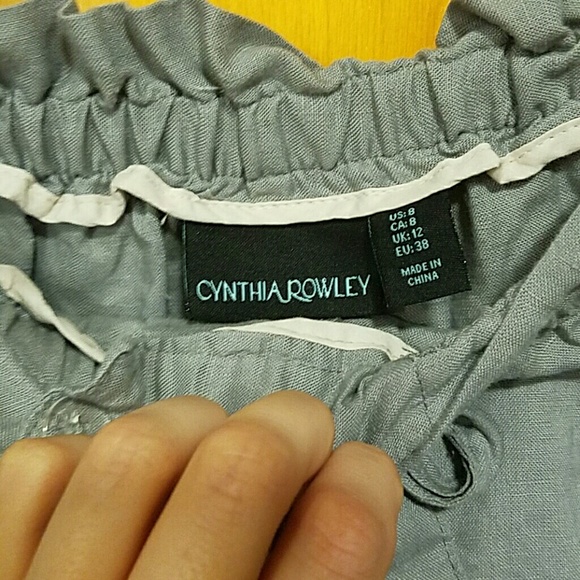 CYNTHIA ROWLEY
US: 8
CA: 8
UK: 12
EU: 38
MADE IN
CHINA